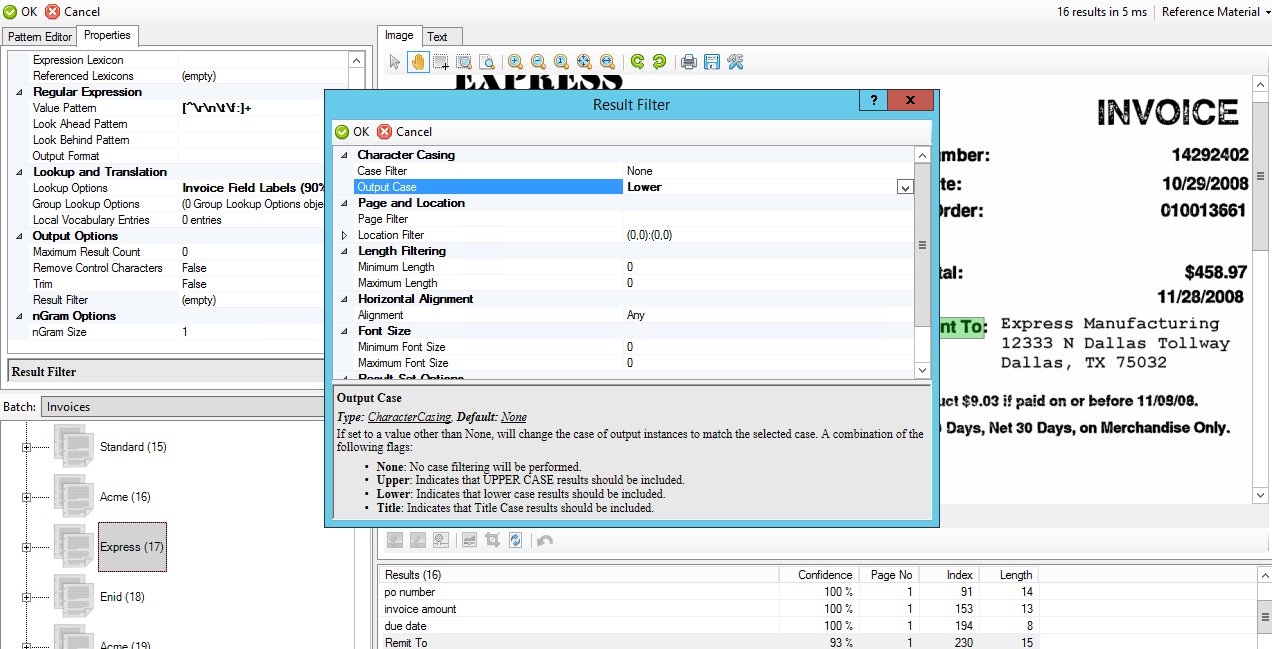 OK Cancel 16 results in 5 ms Reference Material
Pattern Editor Properties
Expression Lexicon
Referenced Lexicons (empty)
Regular Expression
Value Pattern [^\r\n\t\f:]+
Look Ahead Pattern
Look Behind Pattern
Output Format
Lookup and Translation
Lookup Options Invoice Field Labels (90%
Group Lookup Options (0 Group Lookup Options obje
Local Vocabulary Entries 0 entries
Output Options
Maximum Result Count 0
Remove Control Characters False
Trim False
Result Filter (empty)
nGram Options
nGram Size 1
Result Filter
Batch: Invoices
Standard (15)
Acme (16)
Express (17)
Enid (18)
Acme (19)
Image Text
EXPRESS
INVOICE
mber: 14292402
te: 10/29/2008
Order: 010013661
tal: $458.97
11/28/2008
nt To: Express Manufacturing
12333 N Dallas Tollway
Dallas, TX 75032
uct $9.03 if paid on or before 11/09/08.
Days, Net 30 Days, on Merchandise Only.
Result Filter ? x
OK Cancel
Character Casing
Case Filter None
Output Case Lower
Page and Location
Page Filter
Location Filter (0,0):(0,0)
Length Filtering
Minimum Length 0
Maximum Length 0
Horizontal Alignment
Alignment Any
Font Size
Minimum Font Size 0
Maximum Font Size 0
Result Set Options
Output Case
Type: CharacterCasing, Default: None
If set to a value other than None, will change the case of output instances to match the selected case. A combination of the
following flags:
• None: No case filtering will be performed.
• Upper: Indicates that UPPER CASE results should be included.
• Lower: Indicates that lower case results should be included.
• Title: Indicates that Title Case results should be included.
Results (16) Confidence Page No Index Length
po number 100 % 1 91 14
invoice amount 100 % 1 153 13
due date 100 % 1 194 8
Remit To 93 % 1 230 15